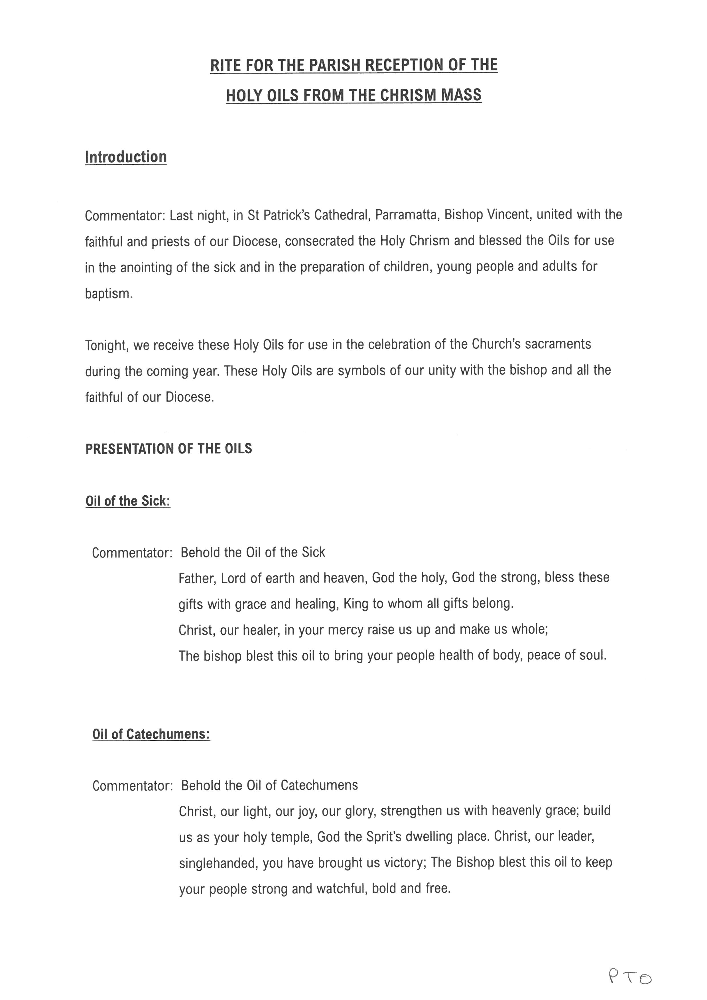 RITE FOR THE PARISH RECEPTION OF THE
HOLY OILS FROM THE CHRISM MASS
Introduction
Commentator: Last night, in St Patrick's Cathedral, Parramatta, Bishop Vincent, united with the
faithful and priests of our Diocese, consecrated the Holy Chrism and blessed the Oils for use
in the anointing of the sick and in the preparation of children, young people and adults for
baptism.
Tonight, we receive these Holy Oils for use in the celebration of the Church's sacraments
during the coming year. These Holy Oils are symbols of our unity with the bishop and all the
faithful of our Diocese.
PRESENTATION OF THE OILS
Oil of the Sick:
Commentator: Behold the Oil of the Sick
Father, Lord of earth and heaven, God the holy, God the strong, bless these
gifts with grace and healing, King to whom all gifts belong.
Christ, our healer, in your mercy raise us up and make us whole;
The bishop blest this oil to bring your people health of body, peace of soul.
Oil of Catechumens:
Commentator: Behold the Oil of Catechumens
Christ, our light, our joy, our glory, strengthen us with heavenly grace; build
us as your holy temple, God the Sprit's dwelling place. Christ, our leader,
singlehanded, you have brought us victory; The Bishop blest this oil to keep
your people strong and watchful, bold and free.
PTO